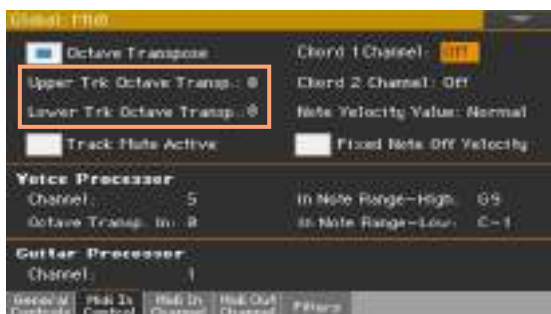 Global: Midi
Octave Transpose
Chord 1 Channel: Off
Upper Trk Octave Transp.: 0
Chord 2 Channel: Off
Lower Trk Octave Transp.: 0
Note Velocity Value: Normal
Track Mute Active
Fixed Note Off Velocity
Voice Processor
Channel: 5
In Note Range-High: G9
Octave Transp. In: 0
In Note Range-Low: C-1
Guitar Processor
Channel: 1
General Controls
Midi In Control
Midi In Channel
Midi Out Channel
Filters